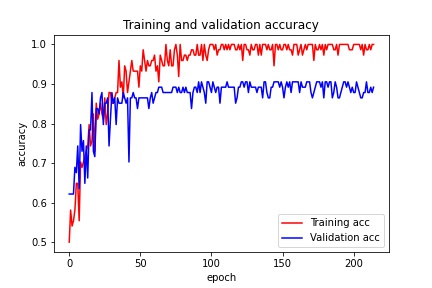 Training and validation accuracy
1.0
0.9
0.8
0.7
0.6
0.5
accuracy
0
50
100
150
200
epoch
Training acc
Validation acc